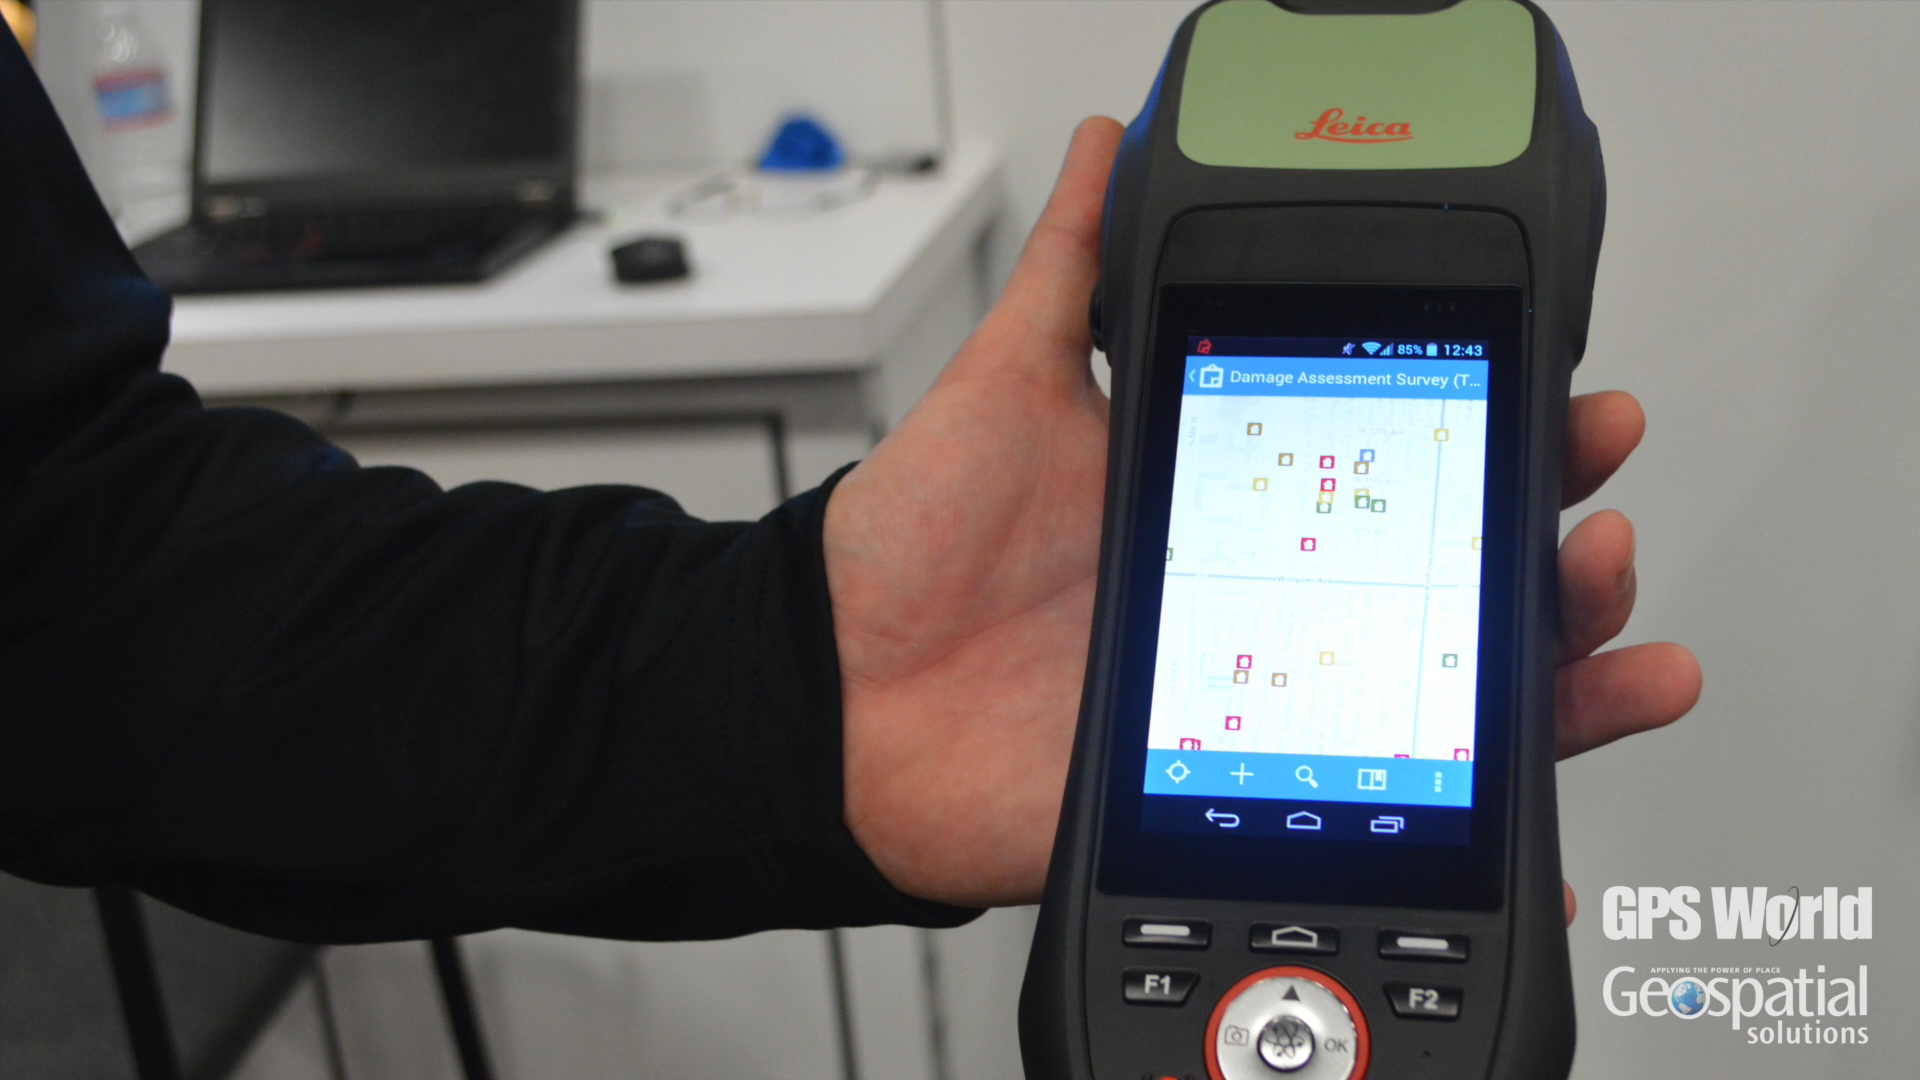 Leica
85% 12:43
Damage Assessment Survey (T...
F1
F2
OK
GPS World
APPLYING THE POWER OF PLACE
Geospatial
solutions